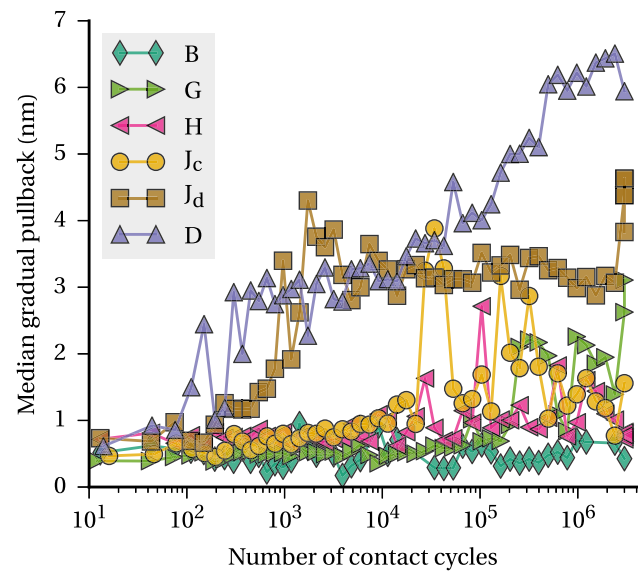 Median gradual pullback (nm)
7
6
5
4
3
2
1
0
B
G
H
J_c
J_d
D
10^1 10^2 10^3 10^4 10^5 10^6
Number of contact cycles